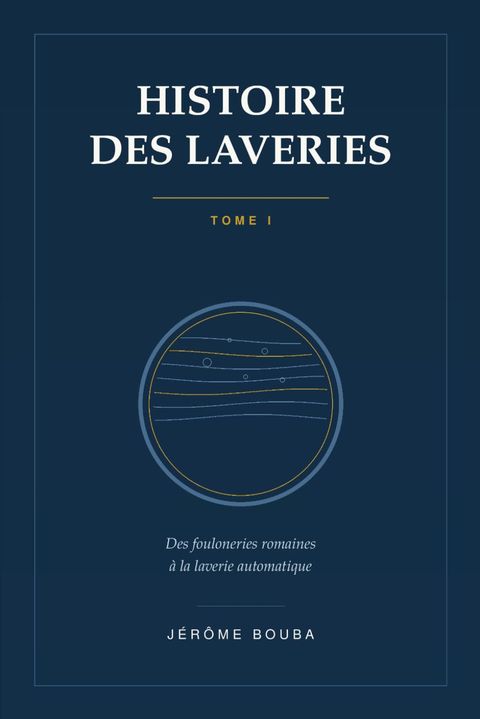 HISTOIRE
DES LAVERIES
TOME I
Des fouloneries romaines
à la laverie automatique
JÉRÔME BOUBA